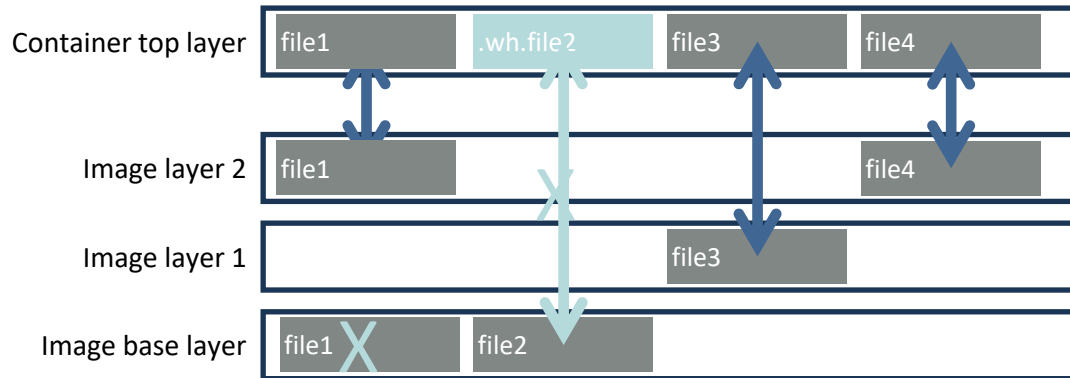 Container top layer file1 .wh.file2 file3 file4
Image layer 2 file1 X file4
Image layer 1 file3
Image base layer file1 X file2